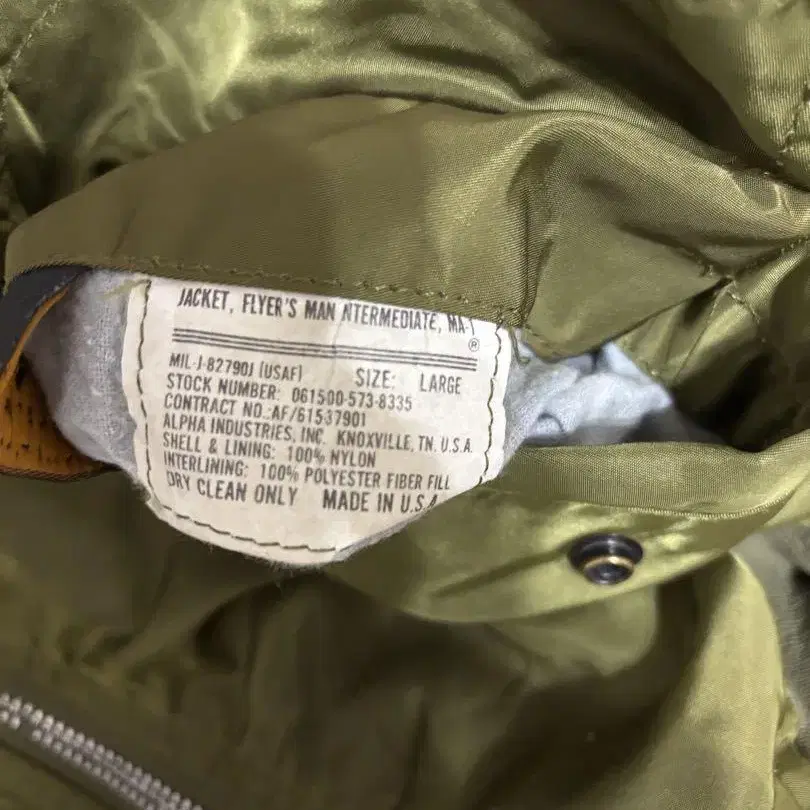 JACKET, FLYER'S MAN NTERMEDIATE, MA-1
®
MIL-J-82790J (USAF) SIZE: LARGE
STOCK NUMBER: 061500-573-8335
CONTRACT NO.:AF/61537901
ALPHA INDUSTRIES, INC. KNOXVILLE, TN. U.S.A.
SHELL & LINING: 100% NYLON
INTERLINING: 100% POLYESTER FIBER FILL
DRY CLEAN ONLY MADE IN U.S.A